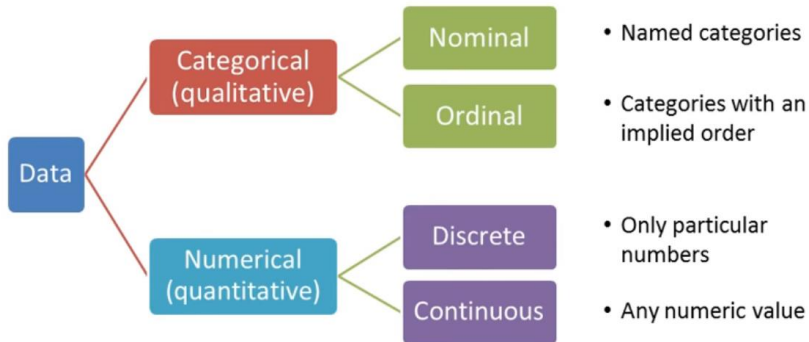 Data
Categorical
(qualitative)
Nominal
• Named categories
Ordinal
• Categories with an
implied order
Numerical
(quantitative)
Discrete
• Only particular
numbers
Continuous
• Any numeric value